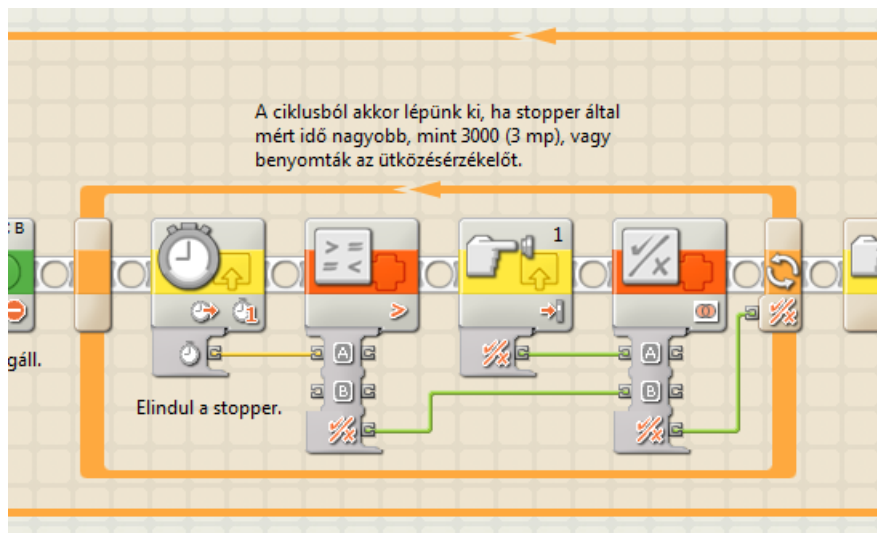 A ciklusból akkor lépünk ki, ha stopper által
mért idő nagyobb, mint 3000 (3 mp), vagy
benyomták az ütközésérzékelőt.
C B
1
> =
= <
>
1
A
B
A
B
gáll.
Elindul a stopper.